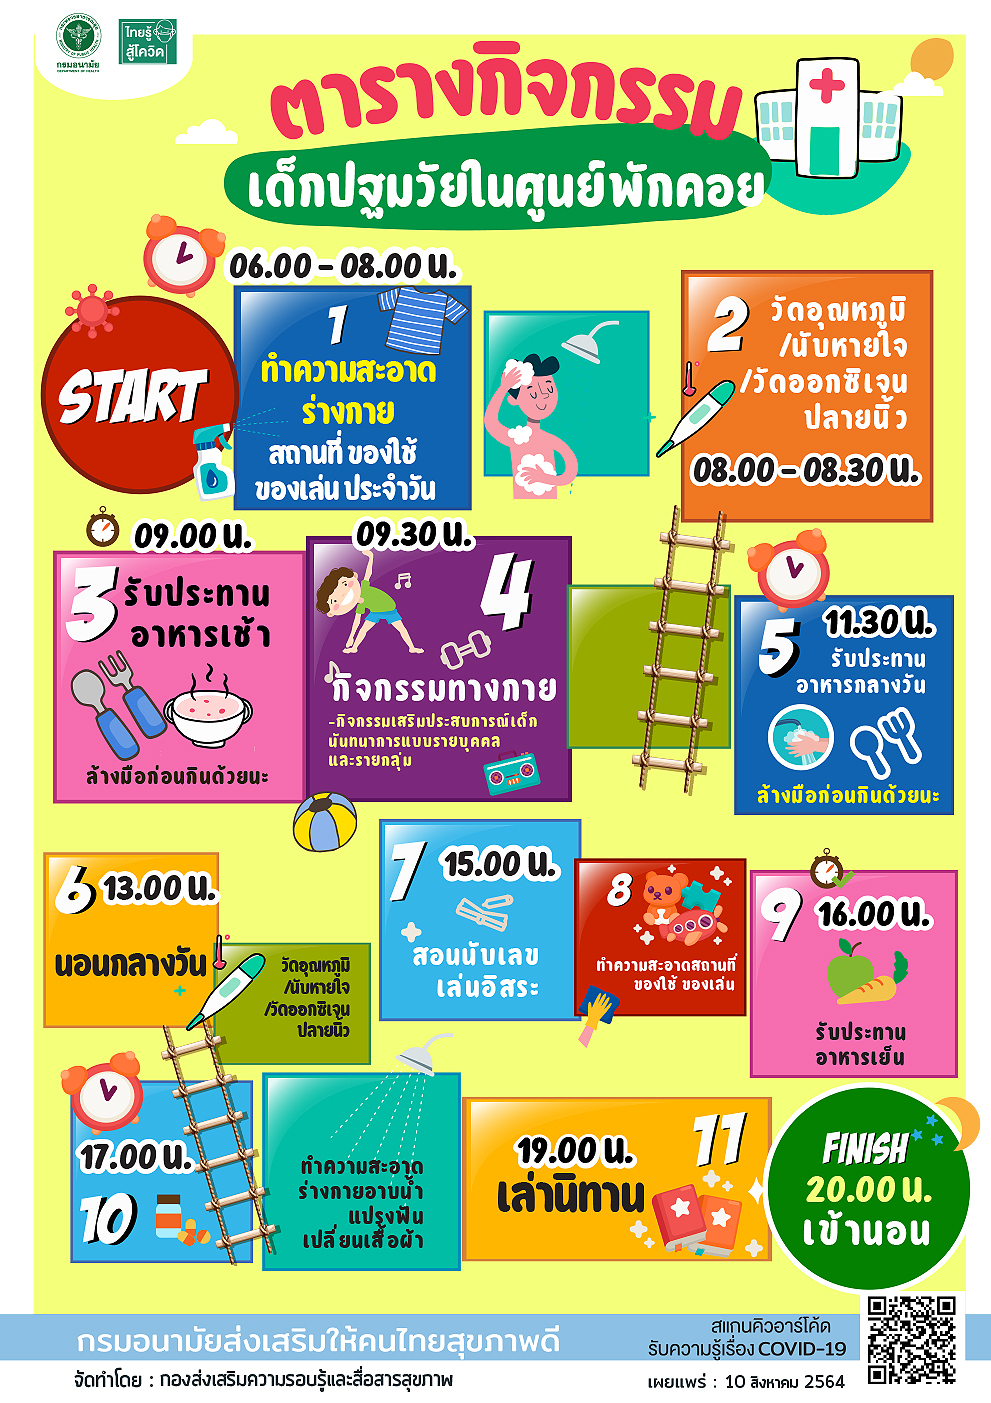 กรมอนามัย
DEPARTMENT OF HEALTH
ไทยรู้
สู้โควิด
ตารางกิจกรรม
เด็กปฐมวัยในศูนย์พักคอย
START
06.00 - 08.00 น.
1
ทำความสะอาด
ร่างกาย
สถานที่ ของใช้
ของเล่น ประจำวัน
2
วัดอุณหภูมิ
/นับหายใจ
/วัดออกซิเจน
ปลายนิ้ว
08.00 - 08.30 น.
09.00 น.
3
รับประทาน
อาหารเช้า
ล้างมือก่อนกินด้วยนะ
09.30 น.
4
กิจกรรมทางกาย
-กิจกรรมเสริมประสบการณ์เด็ก
นันทนาการแบบรายบุคคล
และรายกลุ่ม
5
11.30 น.
รับประทาน
อาหารกลางวัน
ล้างมือก่อนกินด้วยนะ
6
13.00 น.
นอนกลางวัน
วัดอุณหภูมิ
/นับหายใจ
/วัดออกซิเจน
ปลายนิ้ว
7
15.00 น.
สอนนับเลข
เล่นอิสระ
8
ทำความสะอาดสถานที่
ของใช้ ของเล่น
9
16.00 น.
รับประทาน
อาหารเย็น
17.00 น.
10
ทำความสะอาด
ร่างกายอาบน้ำ
แปรงฟัน
เปลี่ยนเสื้อผ้า
11
19.00 น.
เล่านิทาน
FINISH
20.00 น.
เข้านอน
กรมอนามัยส่งเสริมให้คนไทยสุขภาพดี
สแกนคิวอาร์โค้ด
รับความรู้เรื่อง COVID-19
จัดทำโดย : กองส่งเสริมความรอบรู้และสื่อสารสุขภาพ
เผยแพร่ : 10 สิงหาคม 2564